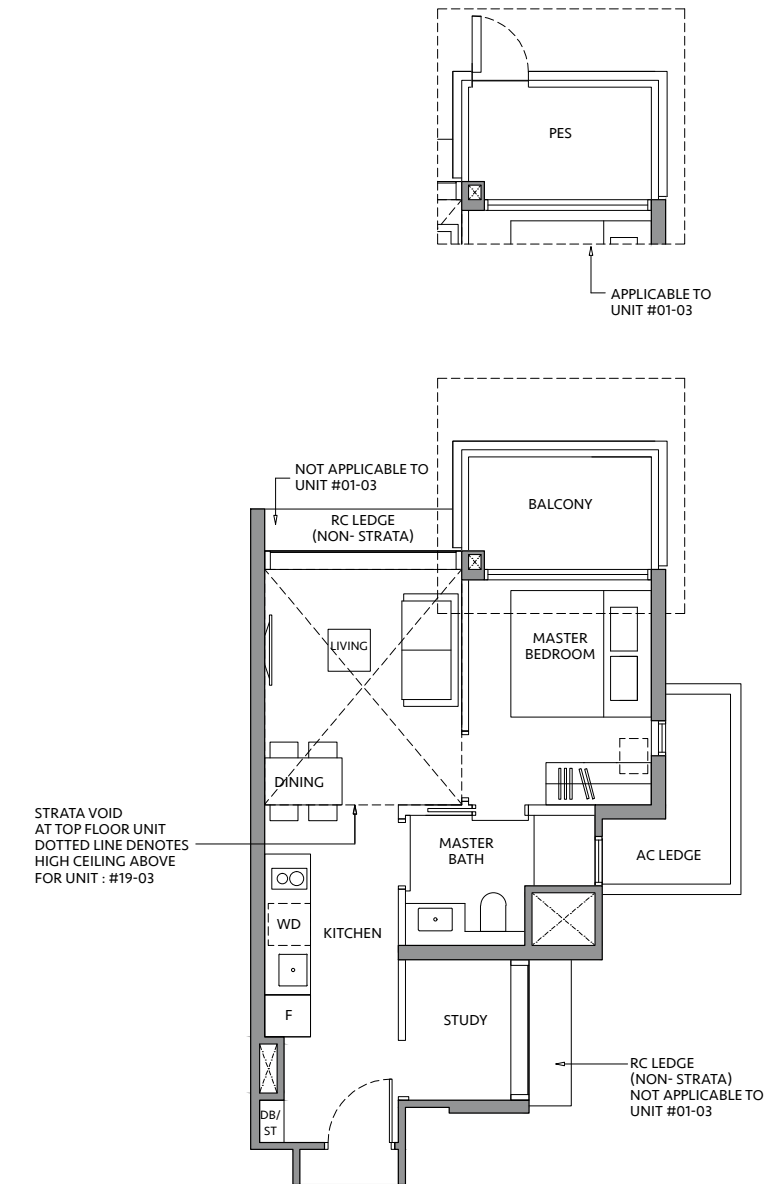 PES
APPLICABLE TO
UNIT #01-03
NOT APPLICABLE TO
UNIT #01-03
RC LEDGE
(NON- STRATA)
BALCONY
LIVING
MASTER
BEDROOM
DINING
STRATA VOID
AT TOP FLOOR UNIT
DOTTED LINE DENOTES
HIGH CEILING ABOVE
FOR UNIT : #19-03
MASTER
BATH
AC LEDGE
WD
KITCHEN
F
STUDY
RC LEDGE
(NON- STRATA)
NOT APPLICABLE TO
UNIT #01-03
DB/
ST